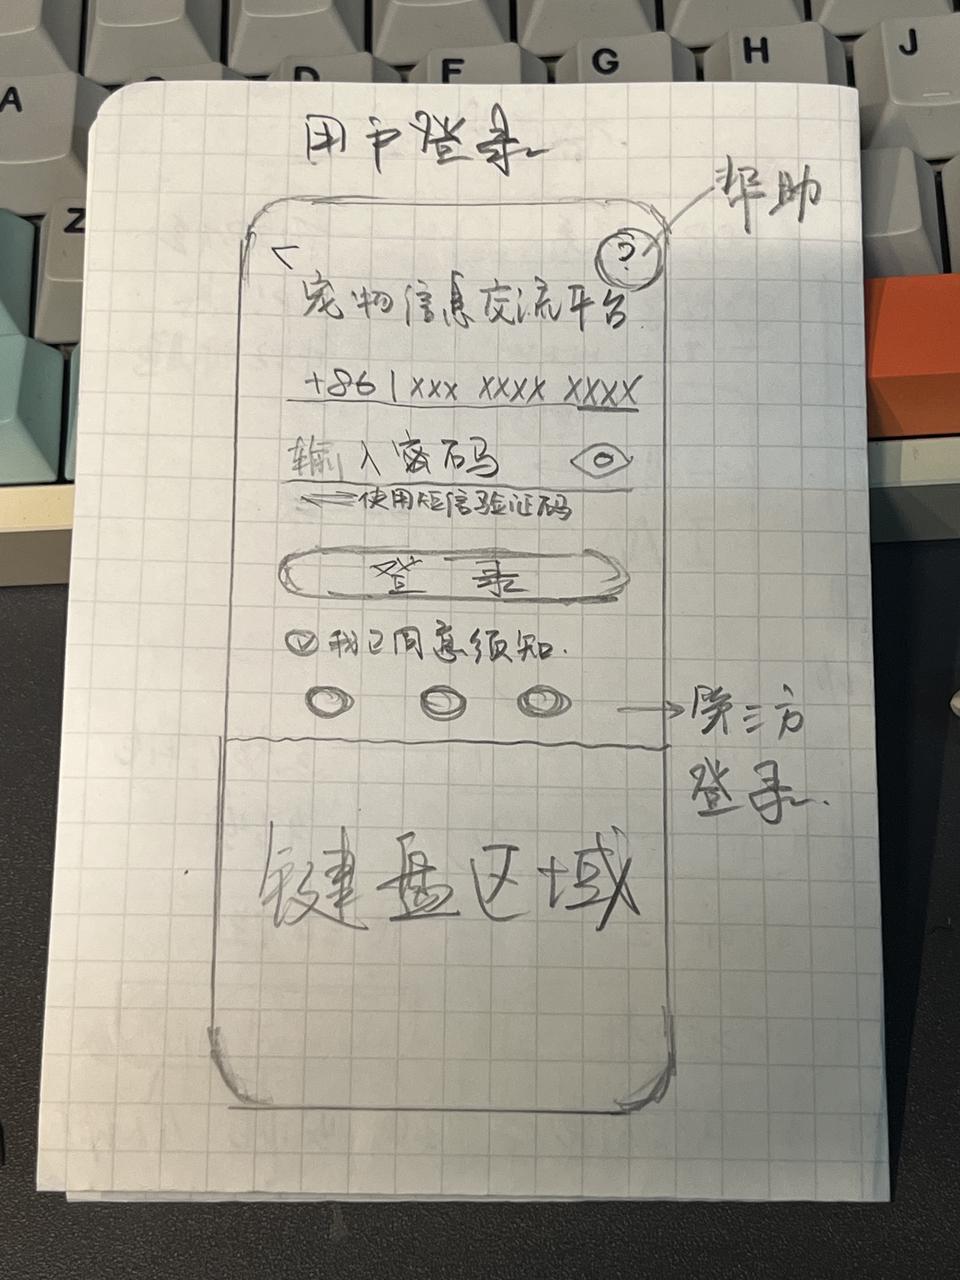 A
D
F
G
H
J
Z
用户登录
帮助
<
?
宠物信息交流平台
+86 1xxx xxxx xxxx
输入密码
使用短信验证码
登录
我已同意须知.
第三方
登录.
键盘区域